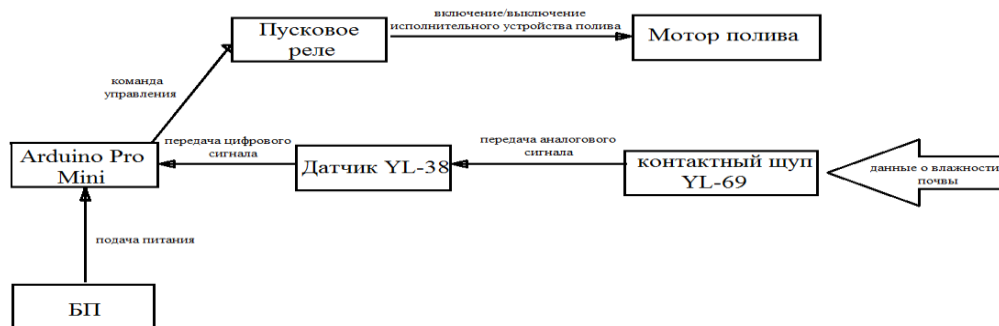 включение/выключение
исполнительного устройства полива
Пусковое
реле
Мотор полива
команда
управления
передача цифрового
сигнала
передача аналогового
сигнала
Arduino Pro
Mini
Датчик YL-38
контактный щуп
YL-69
данные о влажности
почвы
подача питания
БП